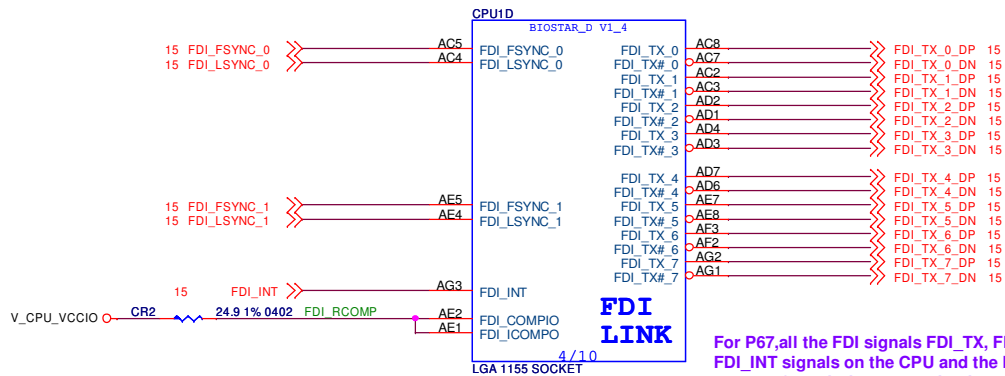 CPU1D
BIOSTAR_D V1_4
15 FDI_FSYNC_0 AC5 FDI_FSYNC_0 FDI_TX_0 AC8 FDI_TX_0_DP 15
15 FDI_LSYNC_0 AC4 FDI_LSYNC_0 FDI_TX#_0 AC7 FDI_TX_0_DN 15
FDI_TX_1 AC2 FDI_TX_1_DP 15
FDI_TX#_1 AC3 FDI_TX_1_DN 15
FDI_TX_2 AD2 FDI_TX_2_DP 15
FDI_TX#_2 AD1 FDI_TX_2_DN 15
FDI_TX_3 AD4 FDI_TX_3_DP 15
FDI_TX#_3 AD3 FDI_TX_3_DN 15
FDI_TX_4 AD7 FDI_TX_4_DP 15
FDI_TX#_4 AD6 FDI_TX_4_DN 15
15 FDI_FSYNC_1 AE5 FDI_FSYNC_1 FDI_TX_5 AE7 FDI_TX_5_DP 15
15 FDI_LSYNC_1 AE4 FDI_LSYNC_1 FDI_TX#_5 AE8 FDI_TX_5_DN 15
FDI_TX_6 AF3 FDI_TX_6_DP 15
FDI_TX#_6 AF2 FDI_TX_6_DN 15
FDI_TX_7 AG2 FDI_TX_7_DP 15
FDI_TX#_7 AG1 FDI_TX_7_DN 15
15 FDI_INT AG3 FDI_INT
V_CPU_VCCIO CR2 24.9 1% 0402 FDI_RCOMP AE2 FDI_COMPIO
AE1 FDI_ICOMPO
FDI
LINK
4/10
LGA 1155 SOCKET
For P67,all the FDI signals FDI_TX,
FDI_INT signals on the CPU and the